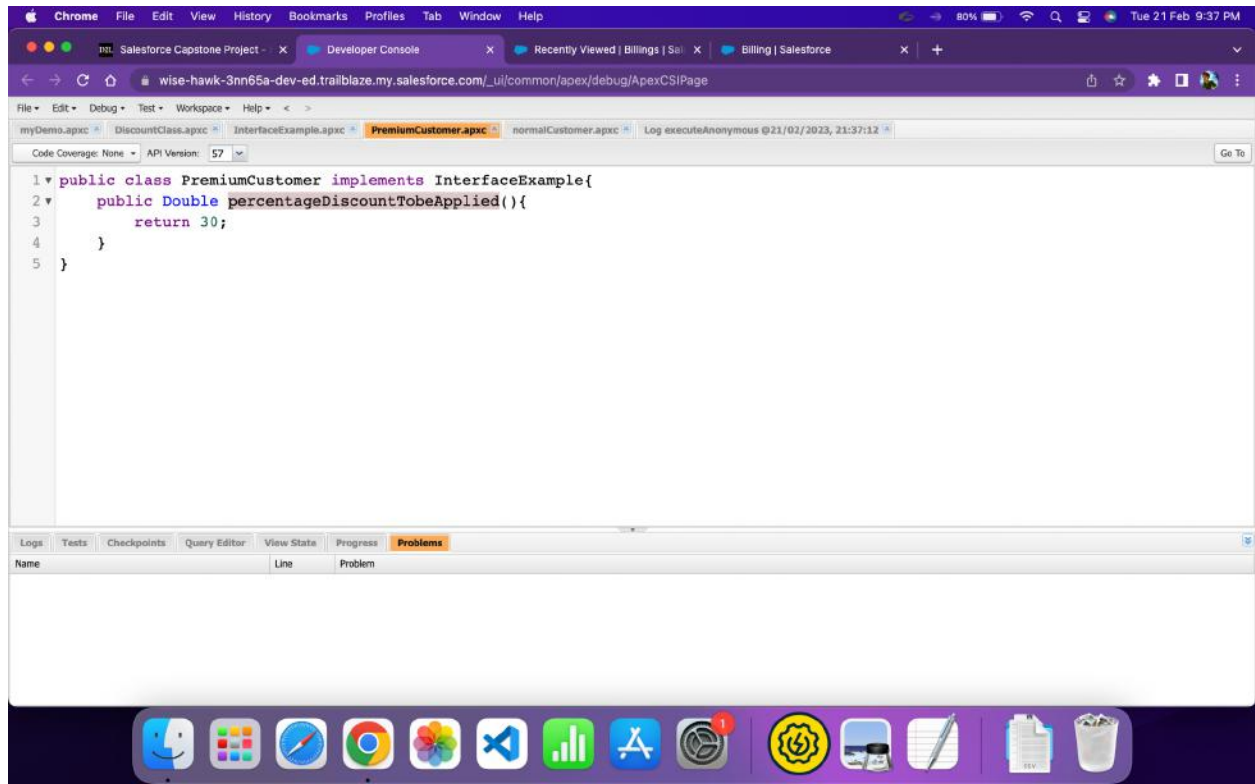 Chrome File Edit View History Bookmarks Profiles Tab Window Help 80% Tue 21 Feb 9:37 PM
Salesforce Capstone Project - Developer Console Recently Viewed | Billings | Sal Billing | Salesforce
wise-hawk-3nn65a-dev-ed.trailblaze.my.salesforce.com/_ui/common/apex/debug/ApexCSIPage
File Edit Debug Test Workspace Help < >
myDemo.apxc DiscountClass.apxc InterfaceExample.apxc PremiumCustomer.apxc normalCustomer.apxc Log executeAnonymous @21/02/2023, 21:37:12
Code Coverage: None API Version: 57 Go To
1 public class PremiumCustomer implements InterfaceExample{
2 public Double percentageDiscountTobeApplied(){
3 return 30;
4 }
5 }
Logs Tests Checkpoints Query Editor View State Progress Problems
Name Line Problem
1